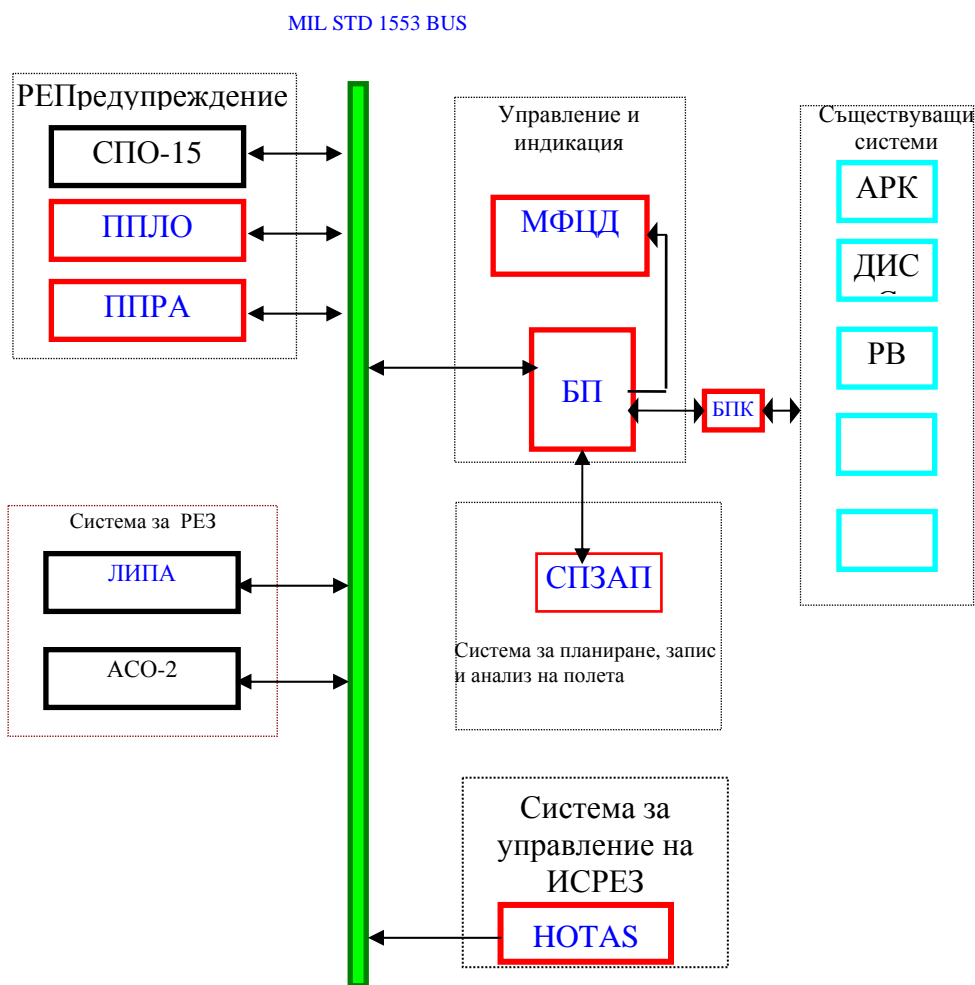 MIL STD 1553 BUS
РЕПредупреждение
СПО-15
ППЛО
ППРА
Управление и
индикация
МФЦД
БП
БПК
Съществуващи
системи
АРК
ДИС
РВ
Система за РЕЗ
ЛИПА
АСО-2
СПЗАП
Система за планиране, запис
и анализ на полета
Система за
управление на
ИСРЕЗ
HOTAS